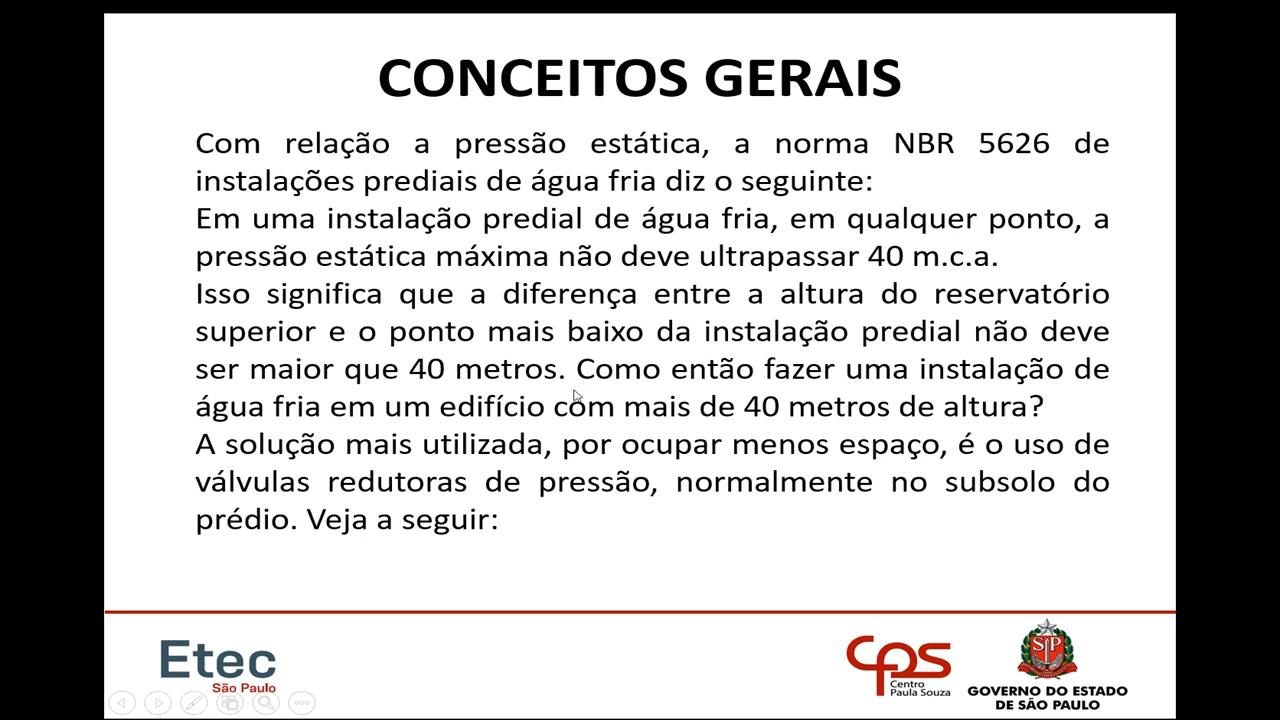 CONCEITOS GERAIS
Com relação a pressão estática, a norma NBR 5626 de
instalações prediais de água fria diz o seguinte:
Em uma instalação predial de água fria, em qualquer ponto, a
pressão estática máxima não deve ultrapassar 40 m.c.a.
Isso significa que a diferença entre a altura do reservatório
superior e o ponto mais baixo da instalação predial não deve
ser maior que 40 metros. Como então fazer uma instalação de
água fria em um edifício com mais de 40 metros de altura?
A solução mais utilizada, por ocupar menos espaço, é o uso de
válvulas redutoras de pressão, normalmente no subsolo do
prédio. Veja a seguir:
Etec
São Paulo
cps
Centro
Paula Souza
SP
GOVERNO DO ESTADO
DE SÃO PAULO